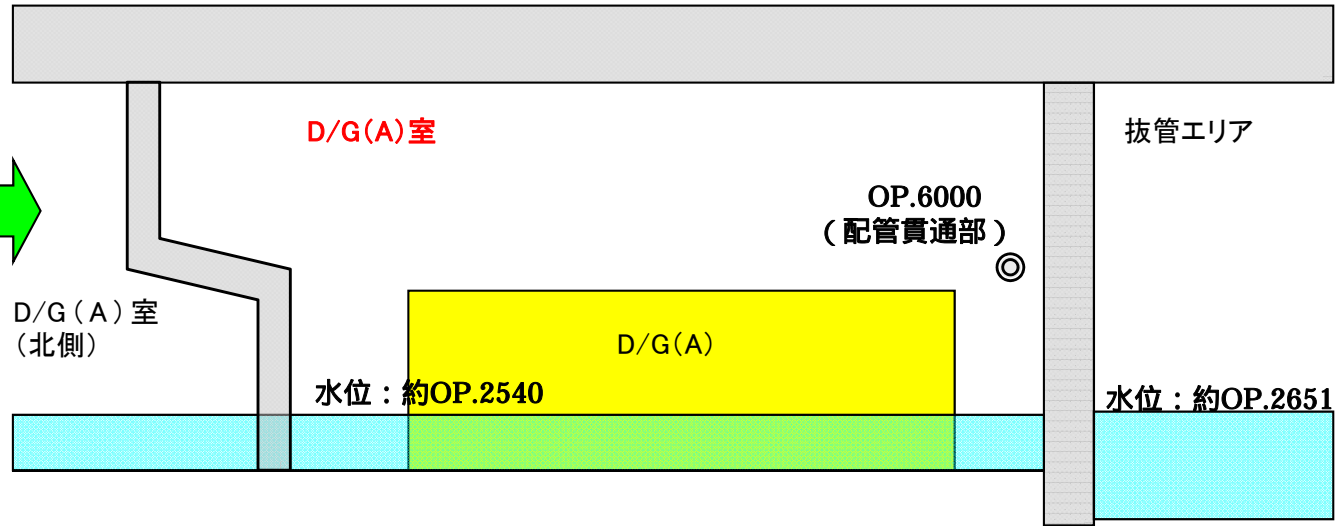 D/G(A)室
抜管エリア
OP.6000
(配管貫通部)
D/G(A)室
(北側)
D/G(A)
水位:約OP.2540
水位:約OP.2651